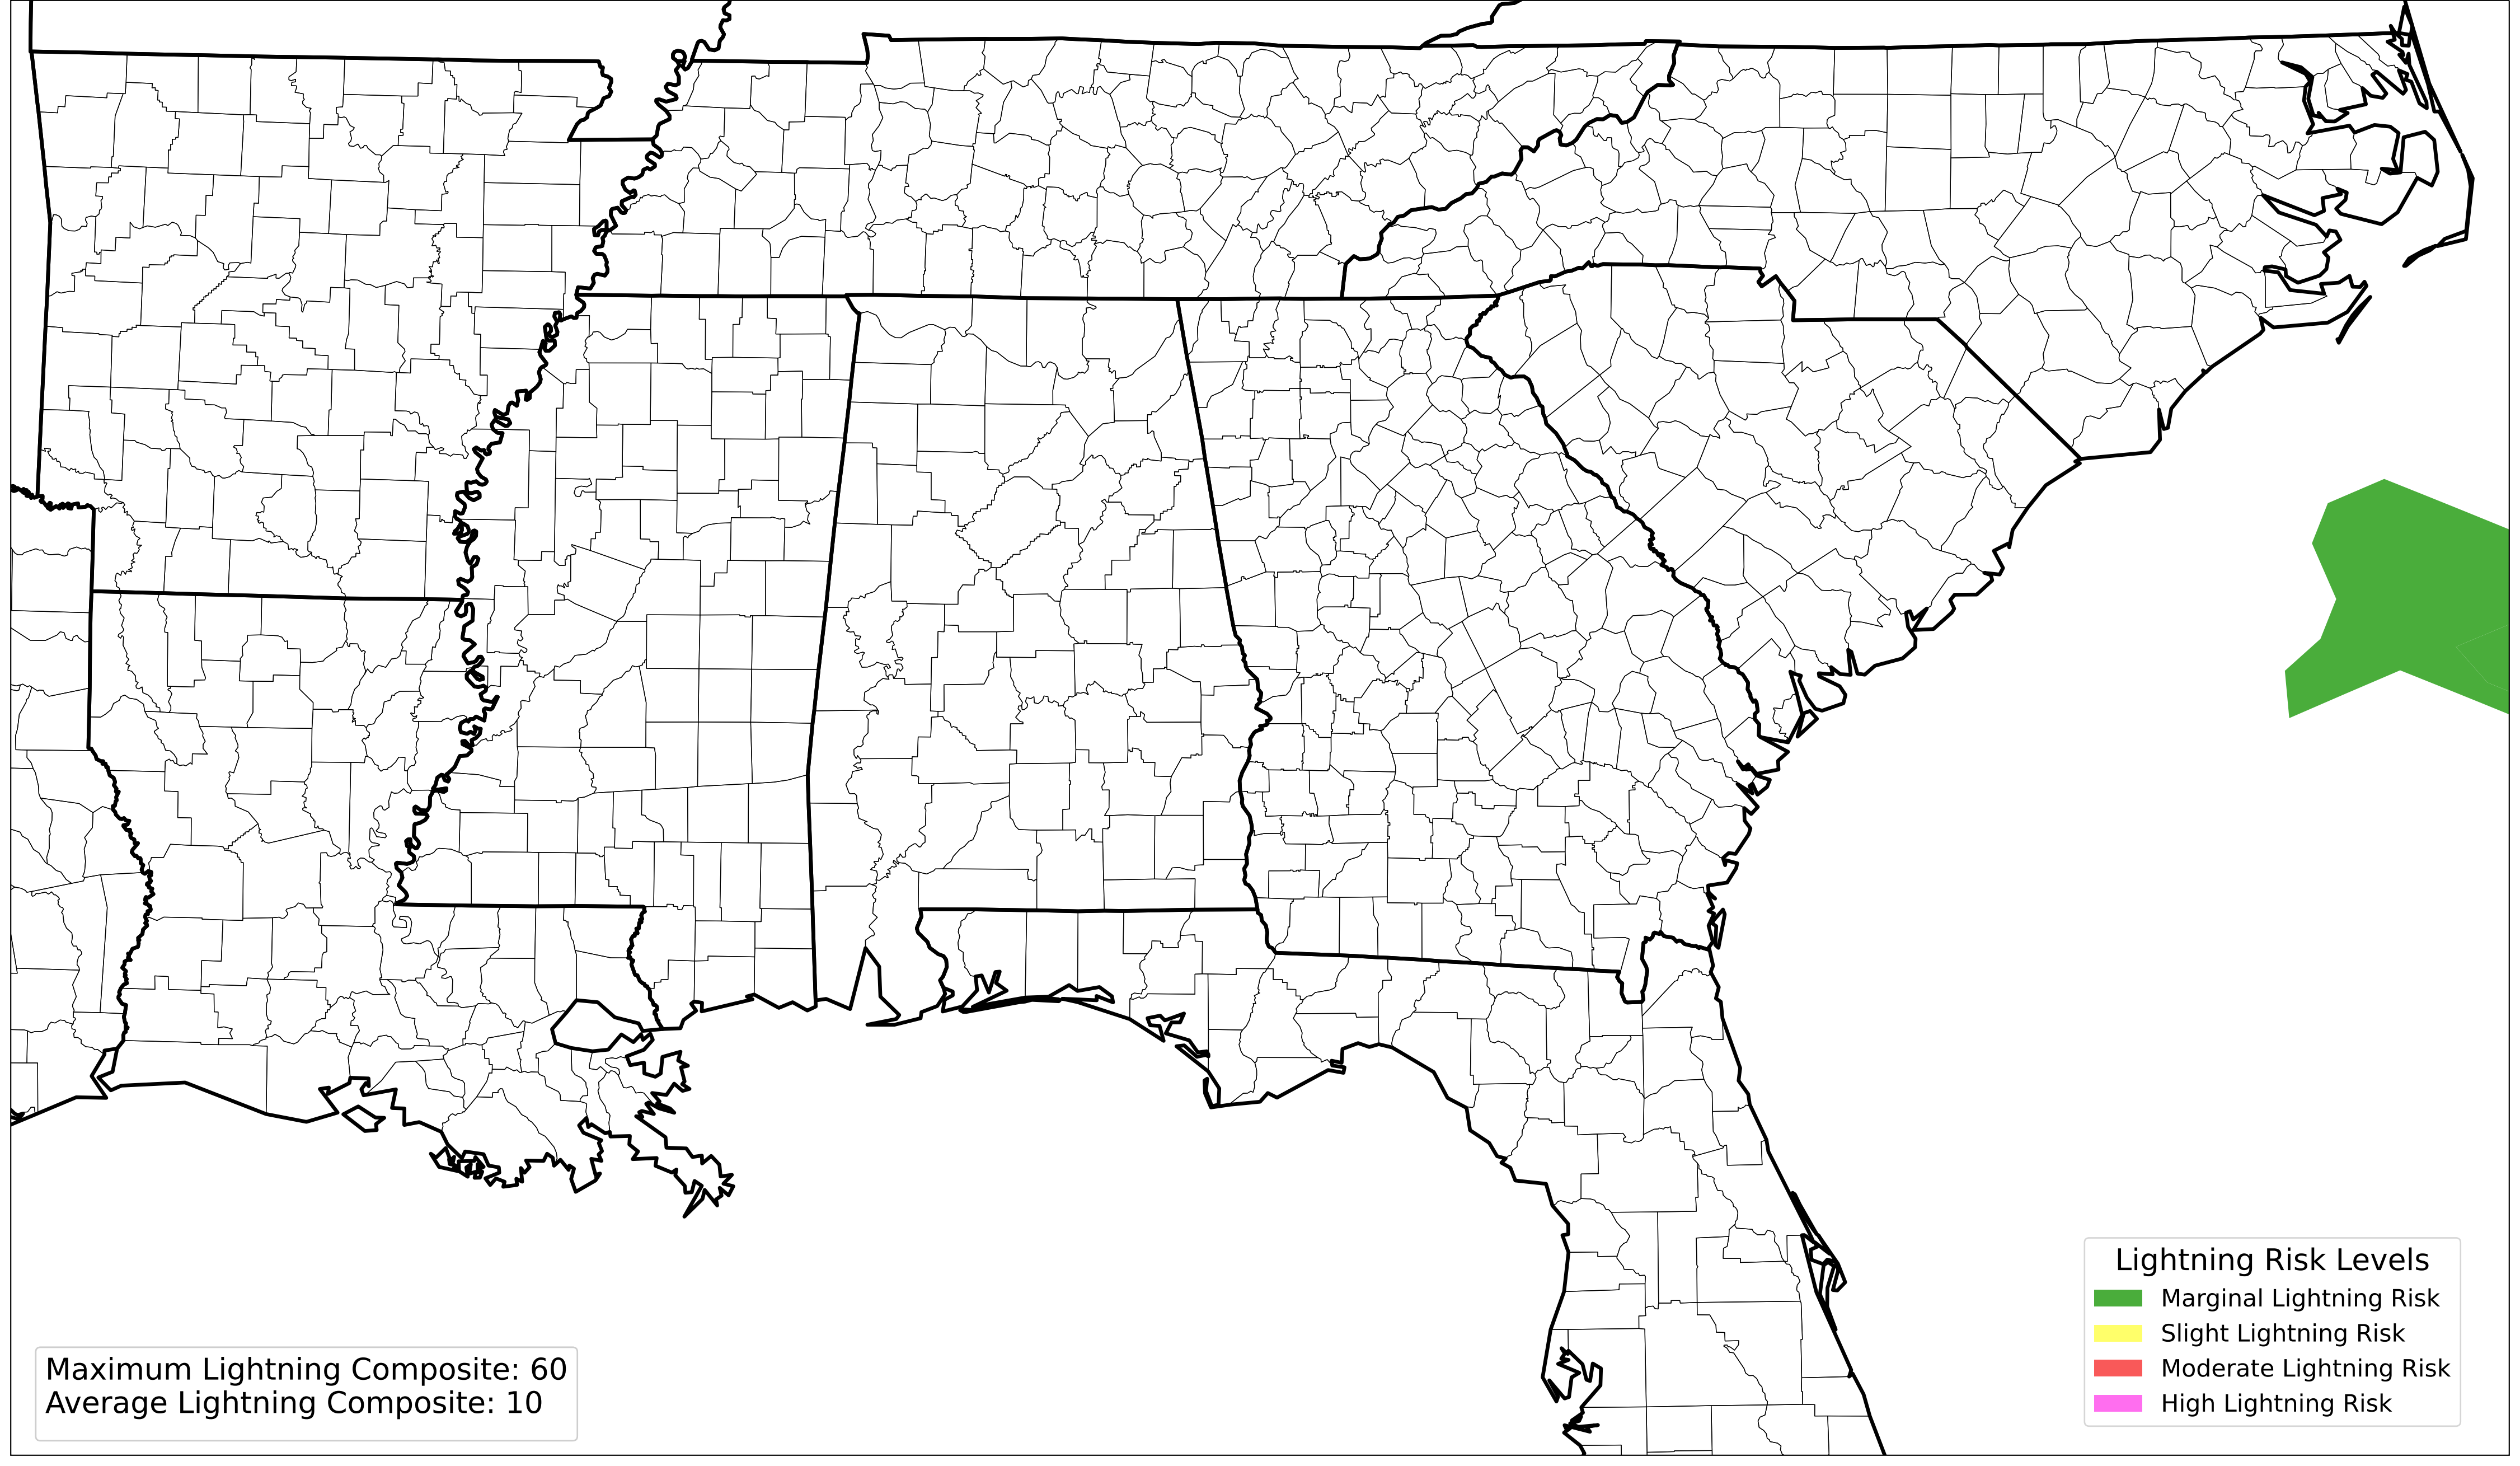 Maximum Lightning Composite: 60
Average Lightning Composite: 10
Lightning Risk Levels
Marginal Lightning Risk
Slight Lightning Risk
Moderate Lightning Risk
High Lightning Risk